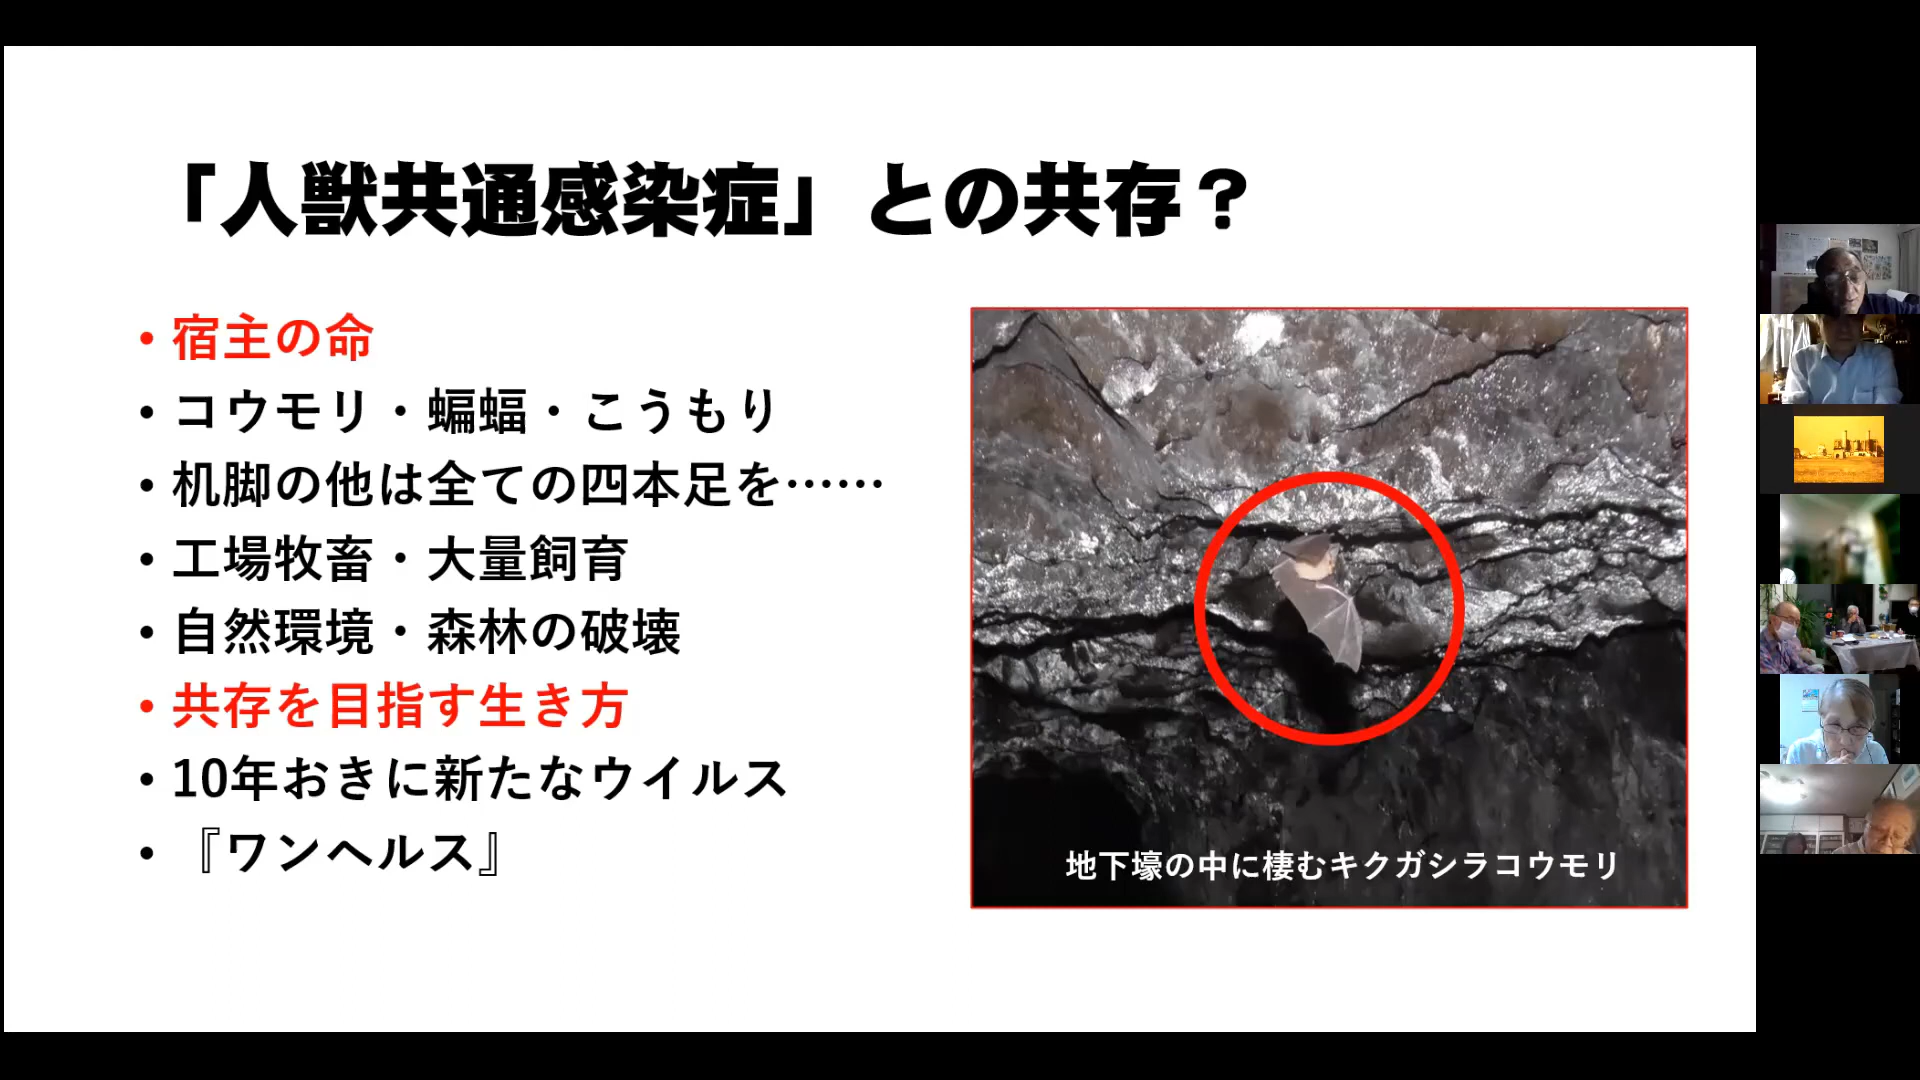 「人獣共通感染症」との共存？
・宿主の命
・コウモリ・蝙蝠・こうもり
・机脚の他は全ての四本足を……
・工場牧畜・大量飼育
・自然環境・森林の破壊
・共存を目指す生き方
・10年おきに新たなウイルス
・『ワンヘルス』
地下壕の中に棲むキクガシラコウモリ